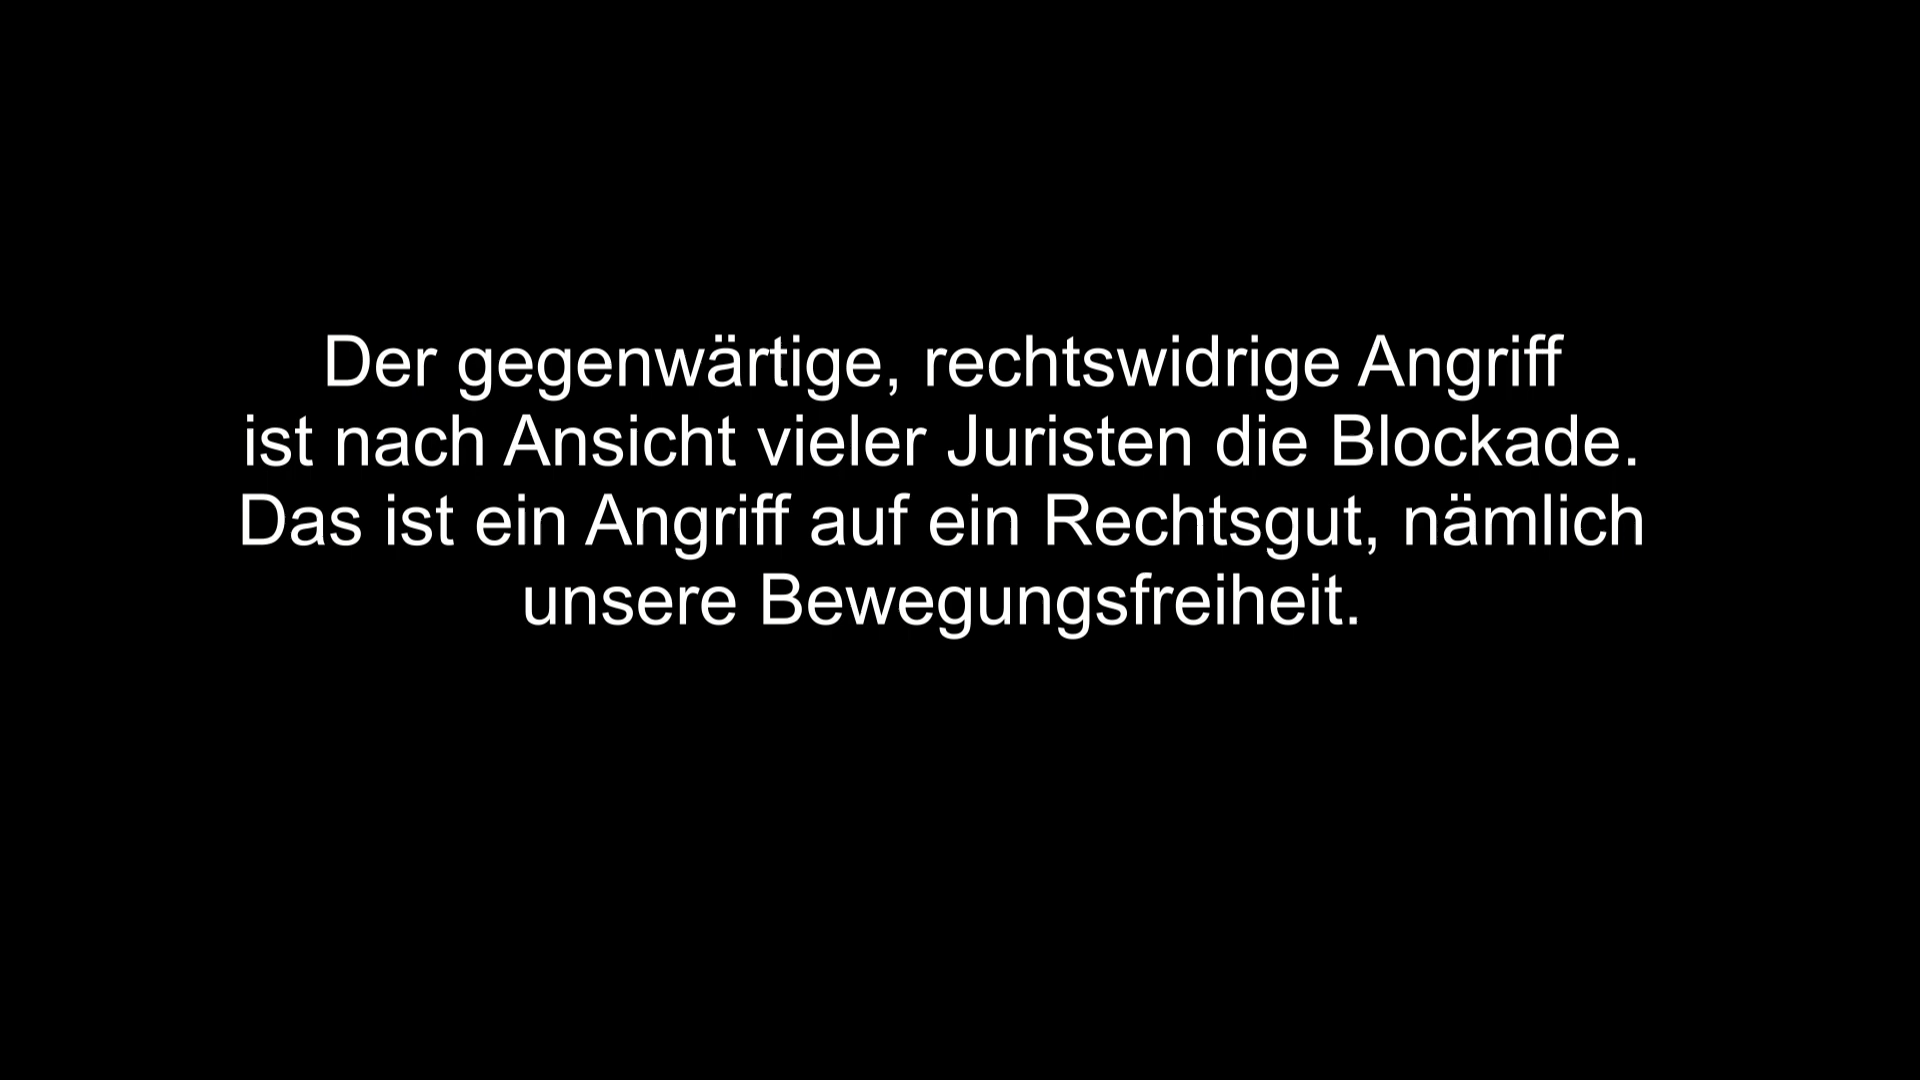 Der gegenwärtige, rechtswidrige Angriff
ist nach Ansicht vieler Juristen die Blockade.
Das ist ein Angriff auf ein Rechtsgut, nämlich
unsere Bewegungsfreiheit.